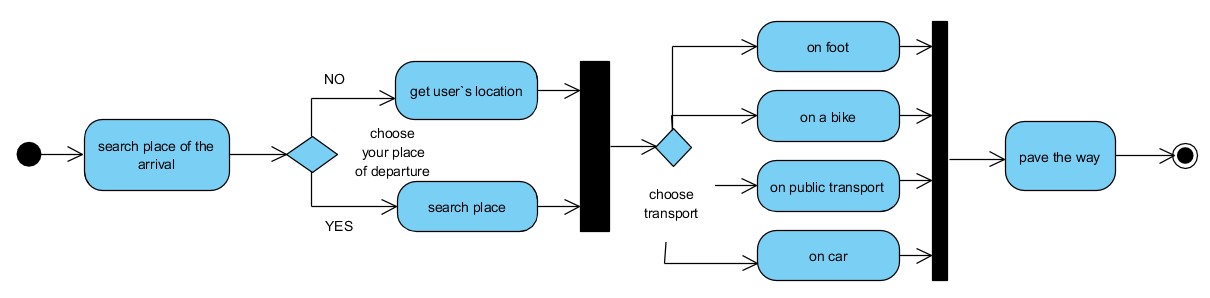 search place of the
arrival
NO
get user`s location
choose
your place
of departure
search place
YES
choose
transport
on foot
on a bike
on public transport
on car
pave the way